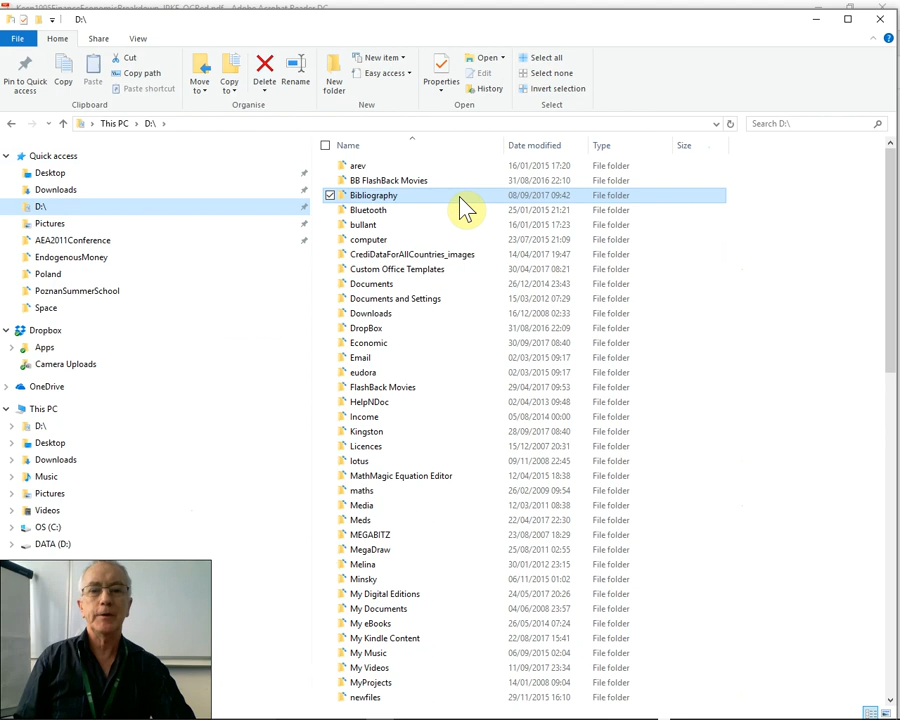 Keen1995FinanceEconomicBreakdown_JPKE_OCRed.pdf - Adobe Acrobat Reader DC
D:\
File Home Share View
Pin to Quick access
Copy
Paste
Cut
Copy path
Paste shortcut
Clipboard
Move to
Copy to
Delete
Rename
Organise
New folder
New item
Easy access
New
Properties
Open
Edit
History
Open
Select all
Select none
Invert selection
Select
This PC D:\
Search D:\
Quick access
Desktop
Downloads
D:\
Pictures
AEA2011Conference
EndogenousMoney
Poland
PoznanSummerSchool
Space
Dropbox
Apps
Camera Uploads
OneDrive
This PC
D:\
Desktop
Downloads
Music
Pictures
Videos
OS (C:)
DATA (D:)
Name Date modified Type Size
arev 16/01/2015 17:20 File folder
BB FlashBack Movies 31/08/2016 22:10 File folder
Bibliography 08/09/2017 09:42 File folder
Bluetooth 25/01/2015 21:21 File folder
bullant 16/01/2015 17:23 File folder
computer 23/07/2015 21:09 File folder
CrediDataForAllCountries_images 14/04/2017 19:47 File folder
Custom Office Templates 30/04/2017 08:21 File folder
Documents 26/12/2014 23:43 File folder
Documents and Settings 15/03/2012 07:29 File folder
Downloads 16/12/2008 02:33 File folder
DropBox 31/08/2016 22:09 File folder
Economic 30/09/2017 08:40 File folder
Email 02/03/2015 09:17 File folder
eudora 02/03/2015 09:17 File folder
FlashBack Movies 29/04/2017 09:53 File folder
HelpNDoc 02/04/2013 09:48 File folder
Income 05/08/2014 00:00 File folder
Kingston 28/09/2017 08:40 File folder
Licences 15/12/2007 20:31 File folder
lotus 09/11/2008 22:45 File folder
MathMagic Equation Editor 12/04/2015 18:38 File folder
maths 26/02/2009 09:54 File folder
Media 12/03/2011 08:38 File folder
Meds 22/04/2017 22:30 File folder
MEGABITZ 23/08/2007 18:29 File folder
MegaDraw 25/08/2011 02:55 File folder
Melina 30/01/2012 23:15 File folder
Minsky 06/11/2015 01:02 File folder
My Digital Editions 24/05/2017 20:26 File folder
My Documents 04/06/2008 23:57 File folder
My eBooks 26/05/2014 07:24 File folder
My Kindle Content 22/08/2017 15:41 File folder
My Music 06/09/2015 02:04 File folder
My Videos 11/09/2017 23:34 File folder
MyProjects 14/01/2008 09:04 File folder
newfiles 29/11/2015 16:10 File folder